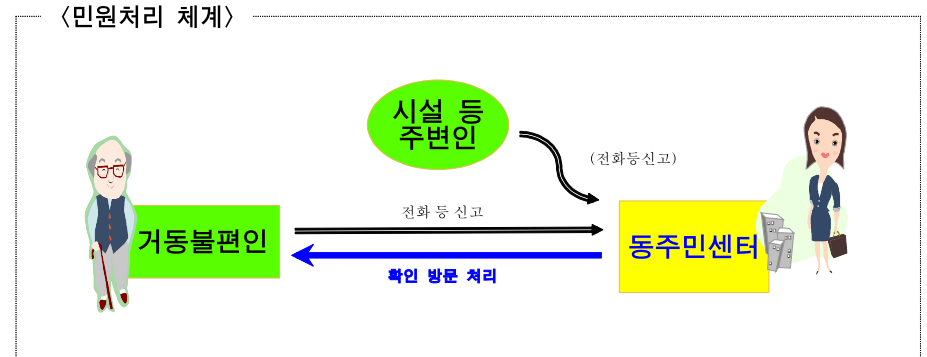 〈민원처리 체계〉
시설 등
주변인
(전화등신고)
전화 등 신고
거동불편인
동주민센터
확인 방문 처리